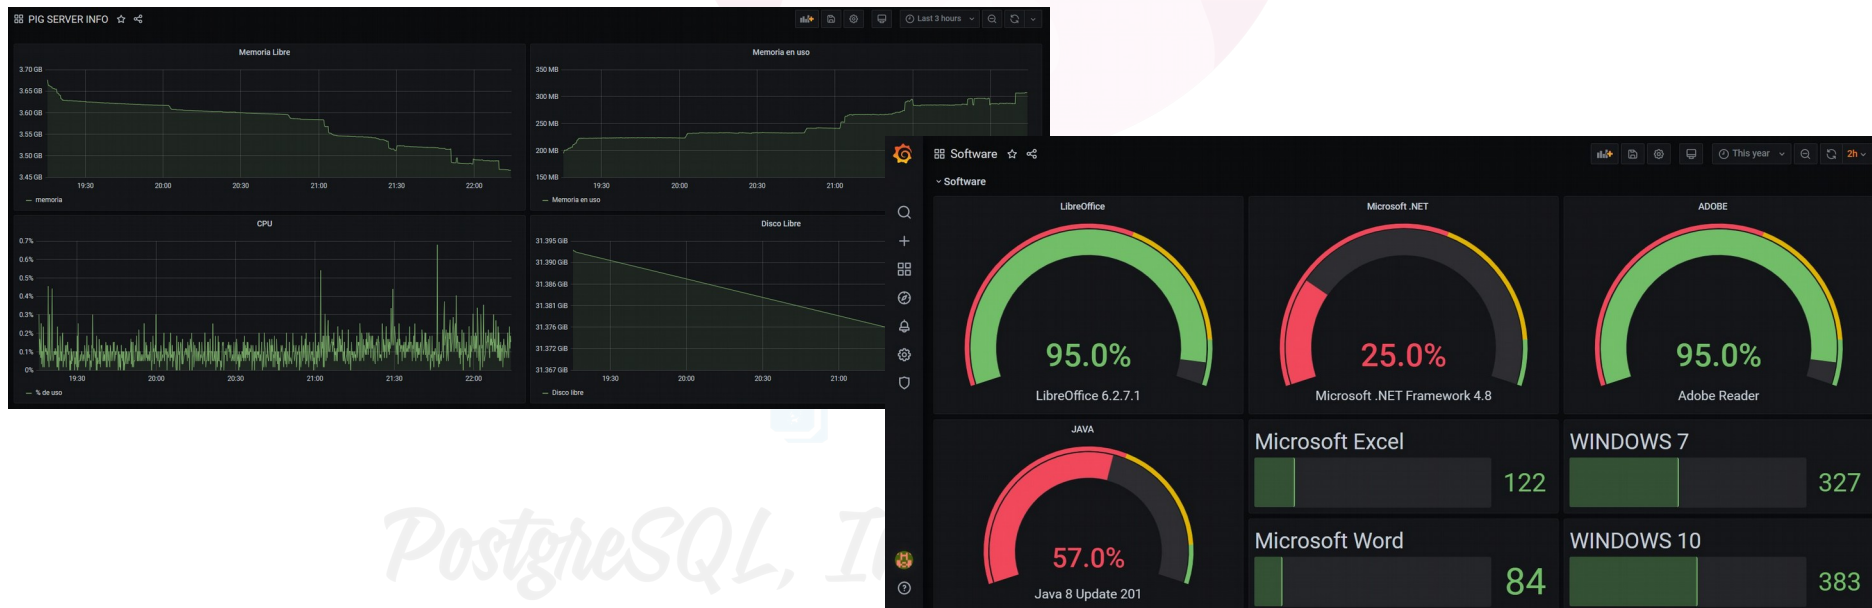 PIG SERVER INFO
Last 3 hours
Memoria Libre
3.70 GB
3.65 GB
3.60 GB
3.55 GB
3.50 GB
3.45 GB
19:30 20:00 20:30 21:00 21:30 22:00
memoria
Memoria en uso
350 MB
300 MB
250 MB
200 MB
150 MB
19:30 20:00 20:30 21:00
Memoria en uso
CPU
0.7%
0.6%
0.5%
0.4%
0.3%
0.2%
0.1%
0%
19:30 20:00 20:30 21:00 21:30 22:00
% de uso
Disco Libre
31.395 GiB
31.390 GiB
31.386 GiB
31.381 GiB
31.376 GiB
31.372 GiB
31.367 GiB
19:30 20:00 20:30 21:00
Disco libre
Software
This year
2h
Software
LibreOffice
95.0%
LibreOffice 6.2.7.1
Microsoft .NET
25.0%
Microsoft .NET Framework 4.8
ADOBE
95.0%
Adobe Reader
JAVA
57.0%
Java 8 Update 201
Microsoft Excel
122
WINDOWS 7
327
Microsoft Word
84
WINDOWS 10
383
PostgreSQL,